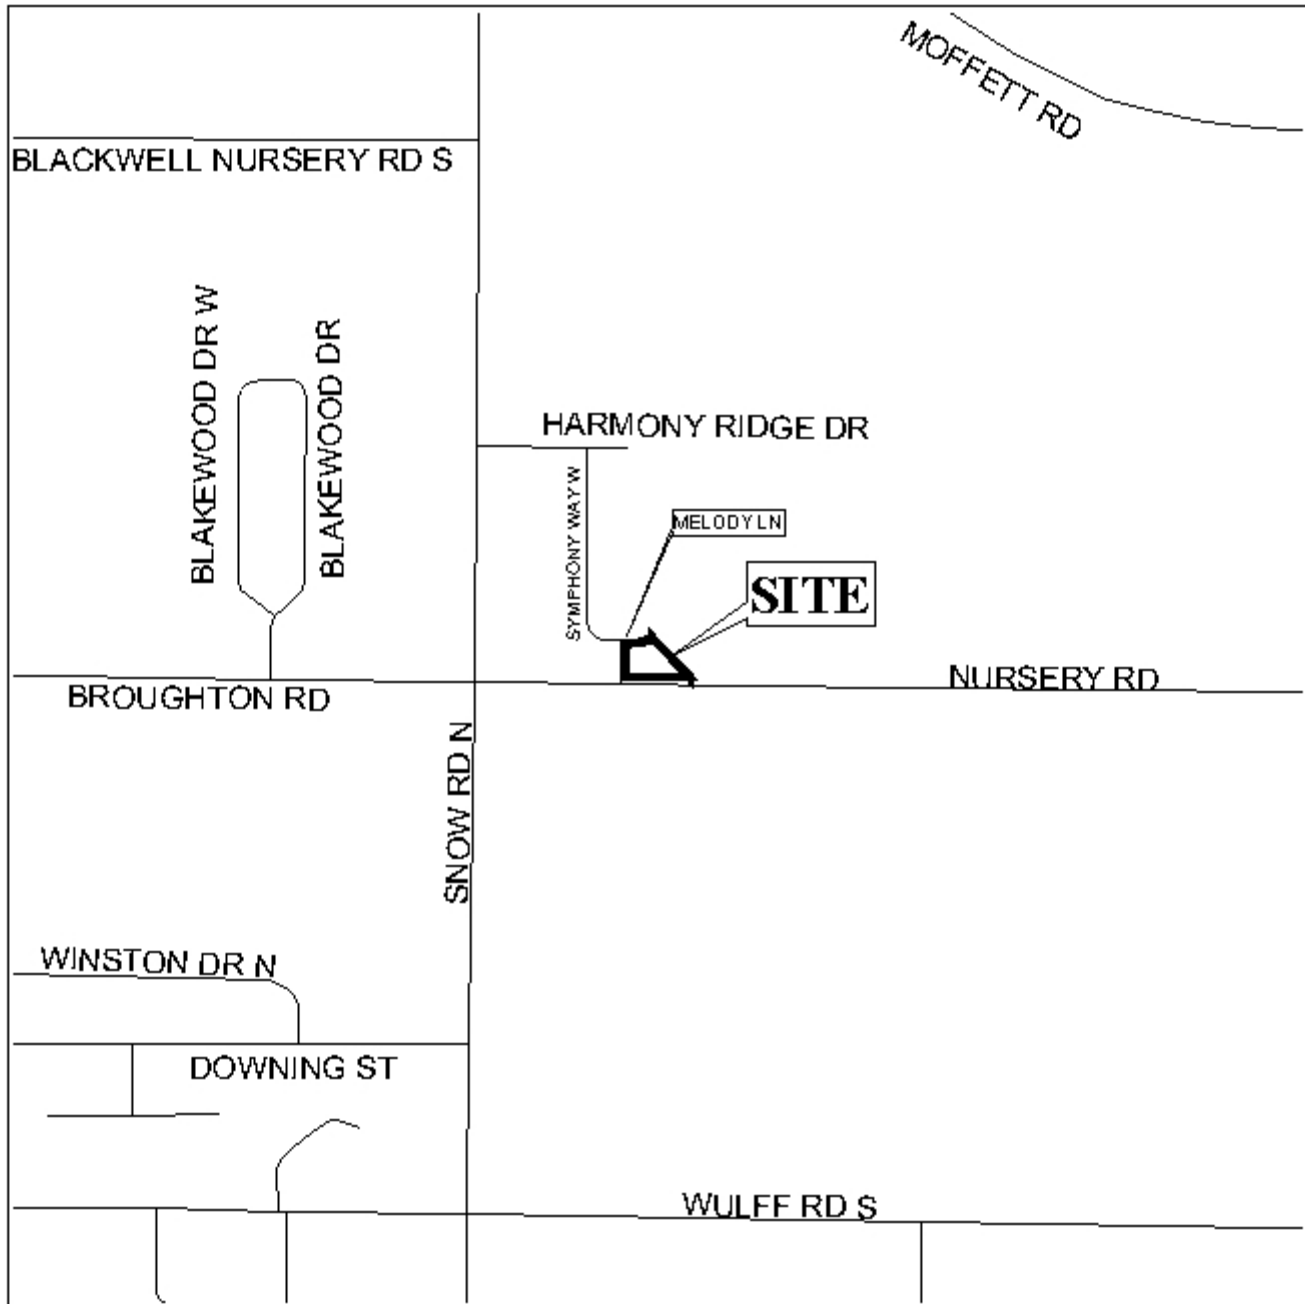 MOFFETT RD
BLACKWELL NURSERY RD S
BLAKEWOOD DR W
BLAKEWOOD DR
HARMONY RIDGE DR
SYMPHONY WAY W
MELODY LN
SITE
BROUGHTON RD
NURSERY RD
SNOW RD N
WINSTON DR N
DOWNING ST
WULFF RD S